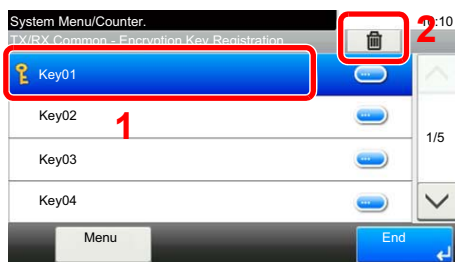 System Menu/Counter.
10:10
TX/RX Common - Encryption Key Registration
2
Key01
1
Key02
Key03
1/5
Key04
Menu
End